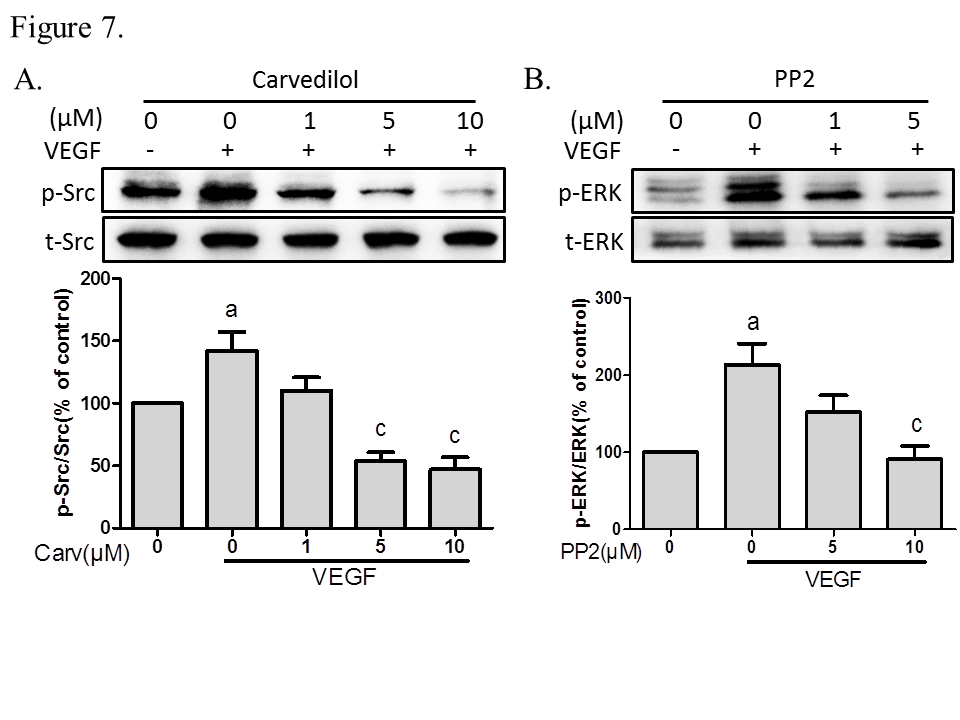 Figure 7.
A.
Carvedilol
(µM) 0 0 1 5 10
VEGF - + + + +
p-Src
t-Src
p-Src/Src(% of control)
200
150
100
50
0
a
c
c
Carv(µM) 0 0 1 5 10
VEGF
B.
PP2
(µM) 0 0 1 5
VEGF - + + +
p-ERK
t-ERK
p-ERK/ERK(% of control)
300
200
100
0
a
c
PP2(µM) 0 0 5 10
VEGF